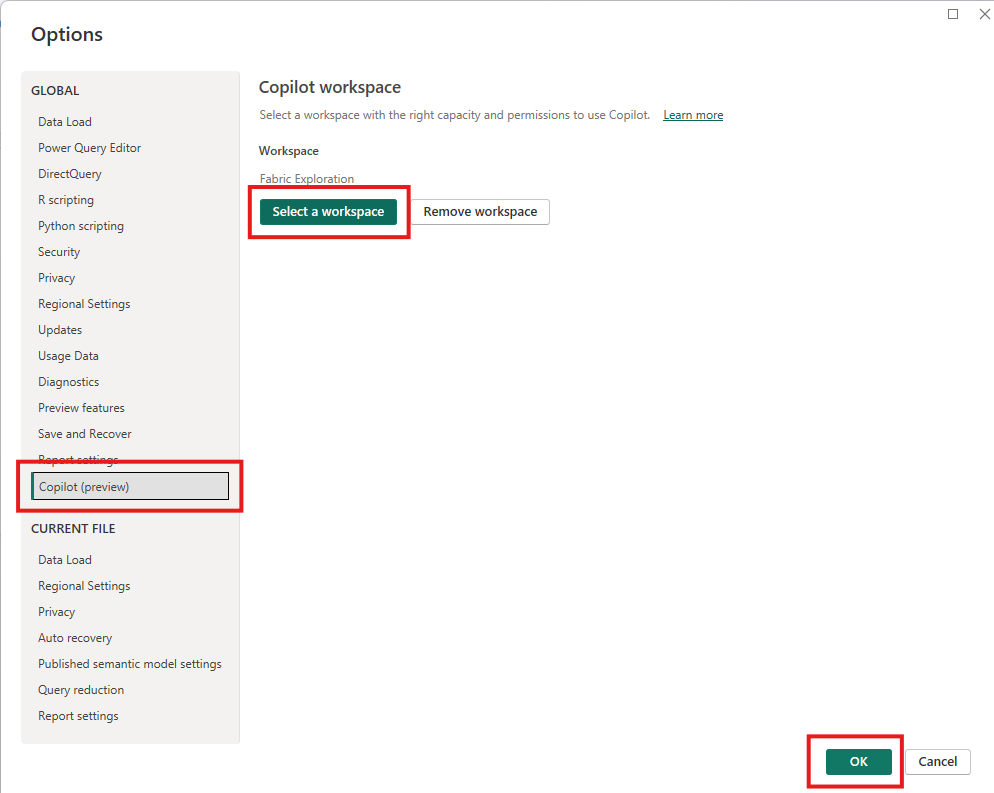 Options
GLOBAL
Data Load
Power Query Editor
DirectQuery
R scripting
Python scripting
Security
Privacy
Regional Settings
Updates
Usage Data
Diagnostics
Preview features
Save and Recover
Report settings
Copilot (preview)
CURRENT FILE
Data Load
Regional Settings
Privacy
Auto recovery
Published semantic model settings
Query reduction
Report settings
Copilot workspace
Select a workspace with the right capacity and permissions to use Copilot. Learn more
Workspace
Fabric Exploration
Select a workspace Remove workspace
OK Cancel